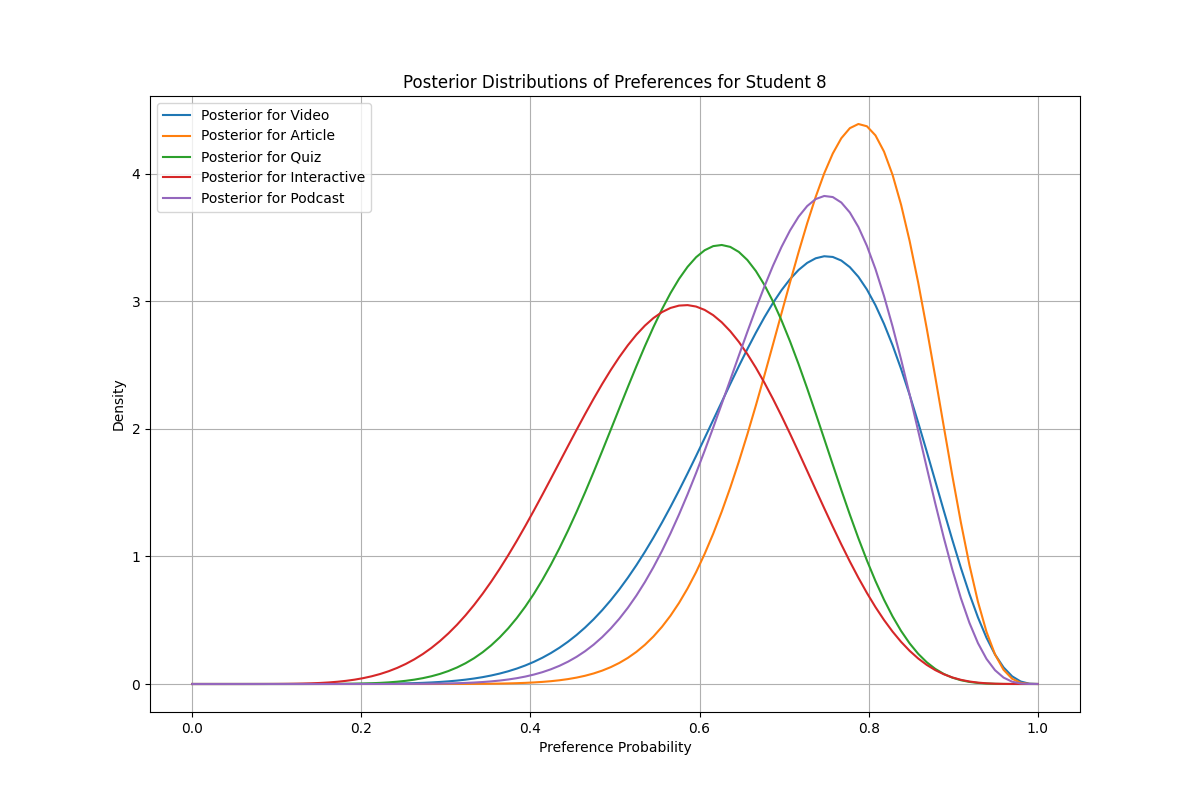 Posterior Distributions of Preferences for Student 8
Posterior for Video
Posterior for Article
Posterior for Quiz
Posterior for Interactive
Posterior for Podcast
Density
4
3
2
1
0
0.0 0.2 0.4 0.6 0.8 1.0
Preference Probability